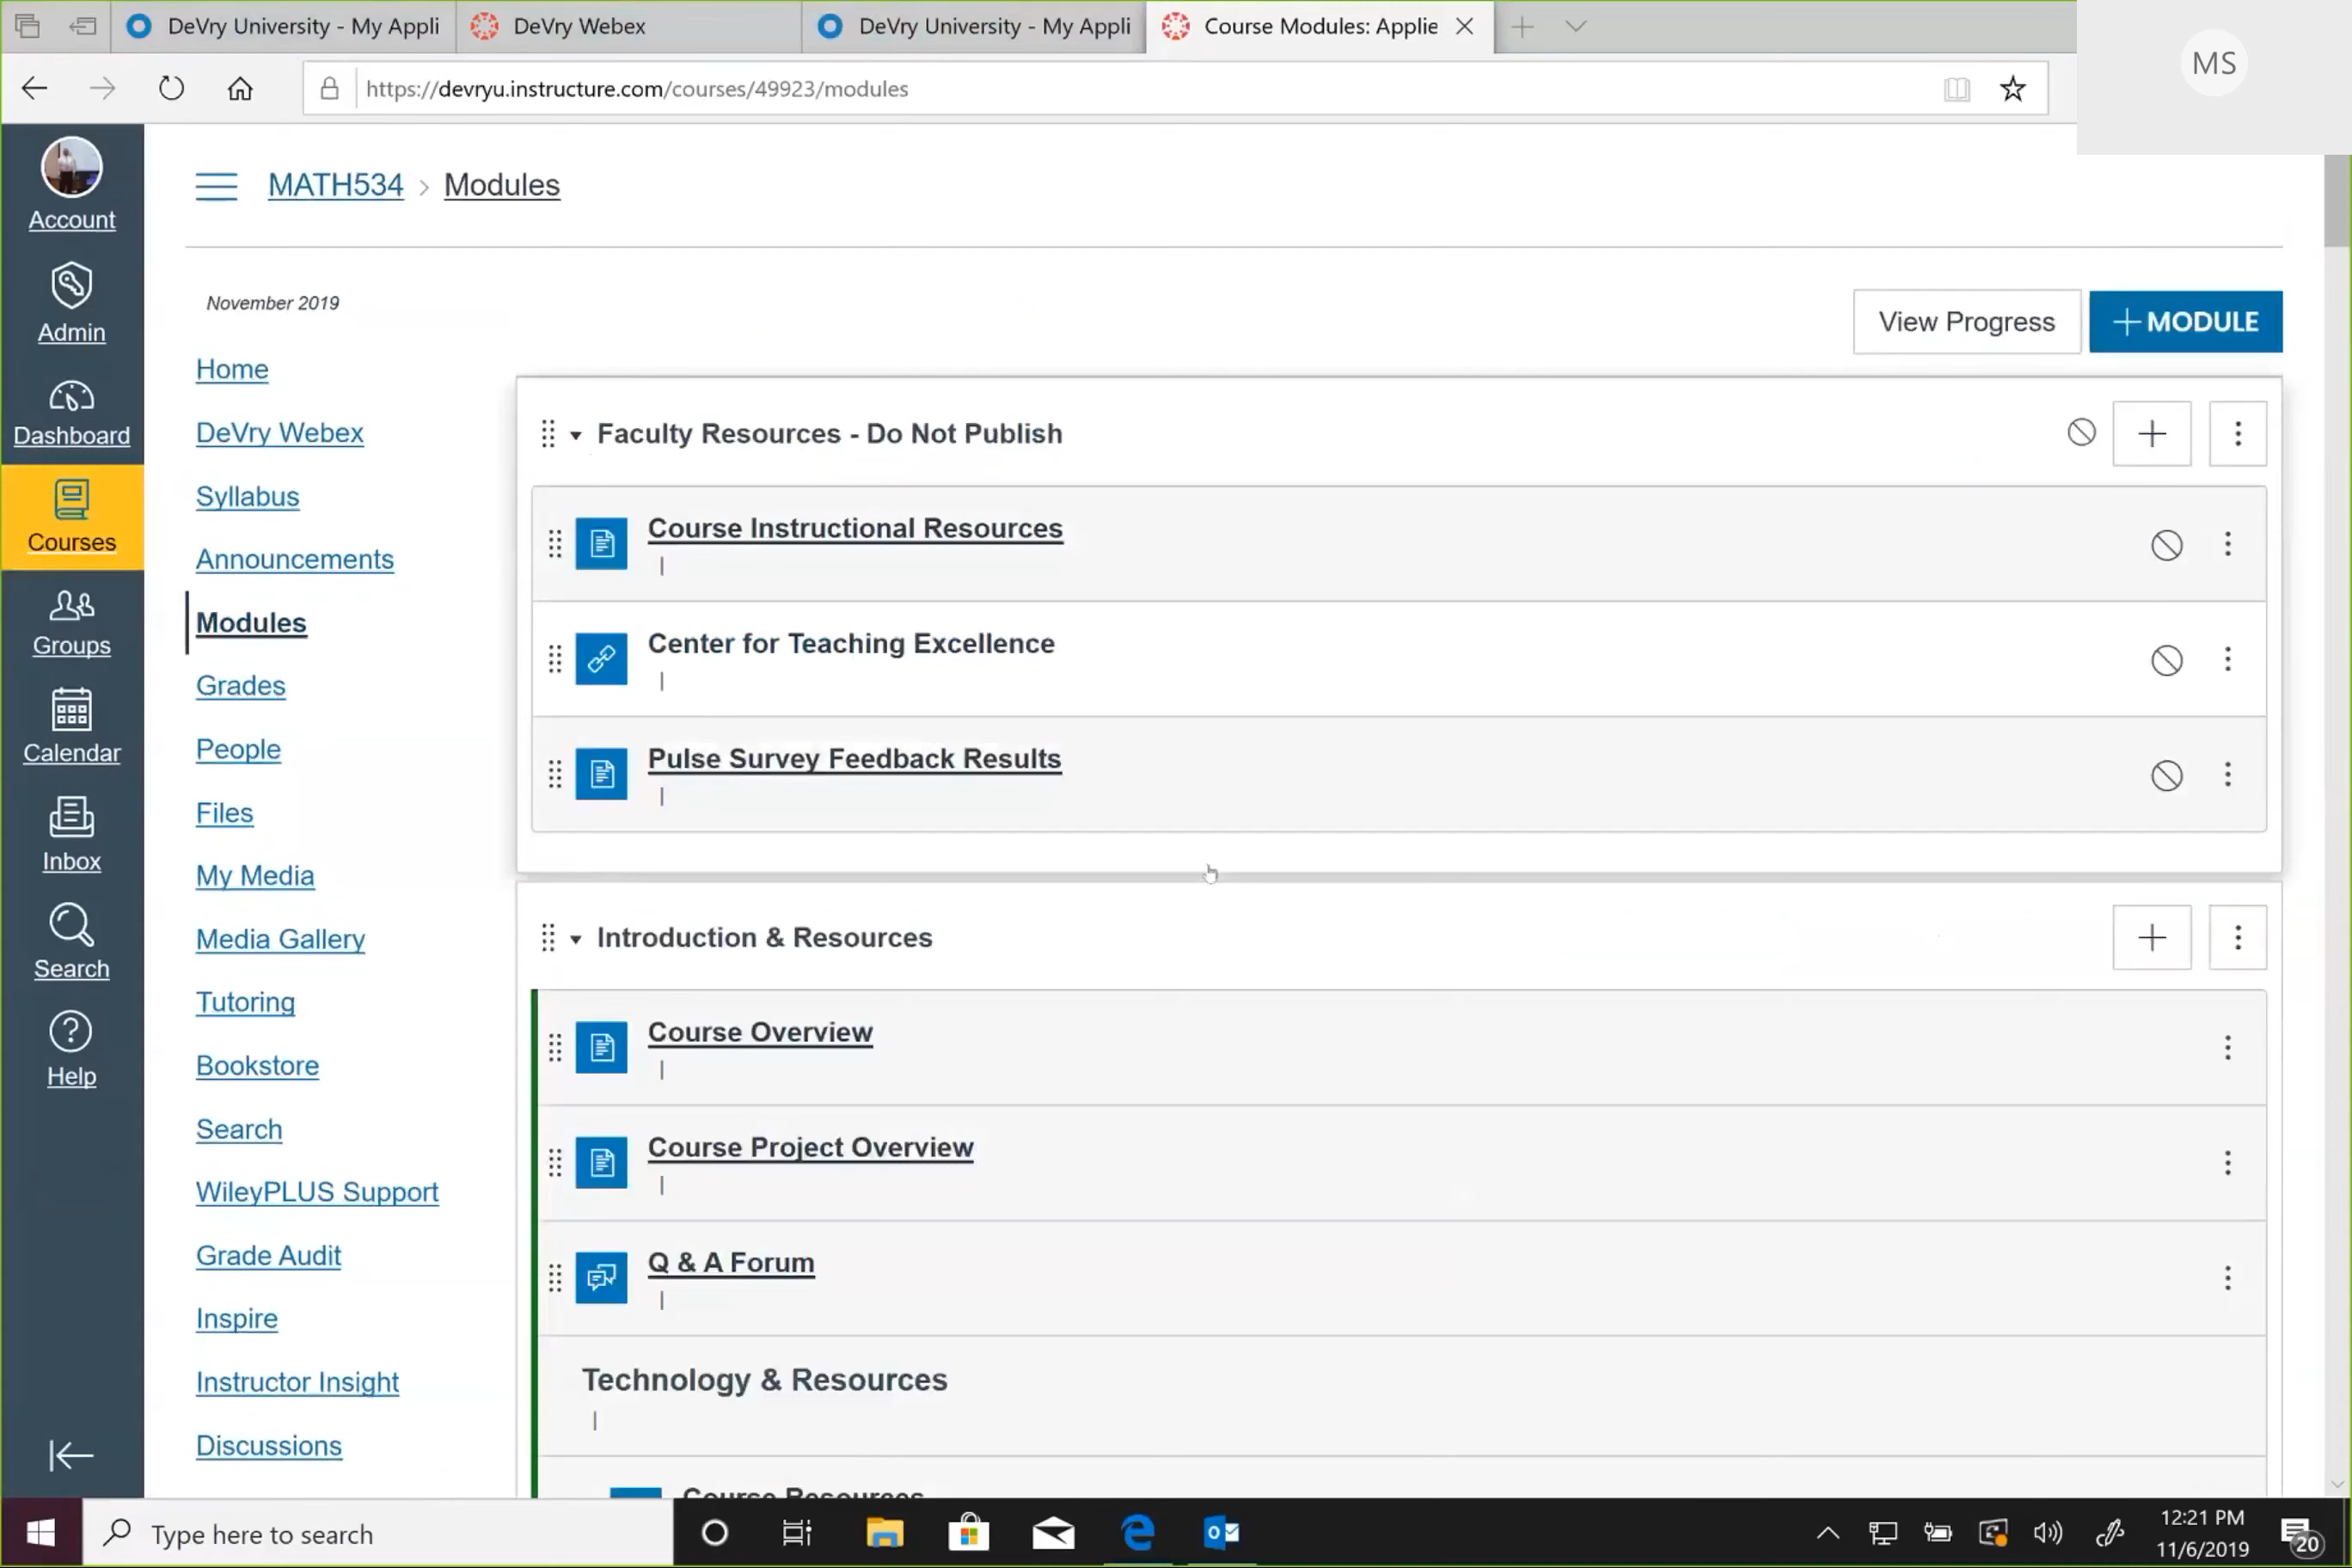 DeVry University - My Appli
DeVry Webex
DeVry University - My Appli
Course Modules: Applie
https://devryu.instructure.com/courses/49923/modules
MS
Account
Admin
Dashboard
Courses
Groups
Calendar
Inbox
Search
Help
MATH534 > Modules
November 2019
Home
DeVry Webex
Syllabus
Announcements
Modules
Grades
People
Files
My Media
Media Gallery
Tutoring
Bookstore
Search
WileyPLUS Support
Grade Audit
Inspire
Instructor Insight
Discussions
View Progress
+MODULE
Faculty Resources - Do Not Publish
Course Instructional Resources
|
Center for Teaching Excellence
|
Pulse Survey Feedback Results
|
Introduction & Resources
Course Overview
|
Course Project Overview
|
Q & A Forum
|
Technology & Resources
|
Course Resources
Type here to search
12:21 PM
11/6/2019
20